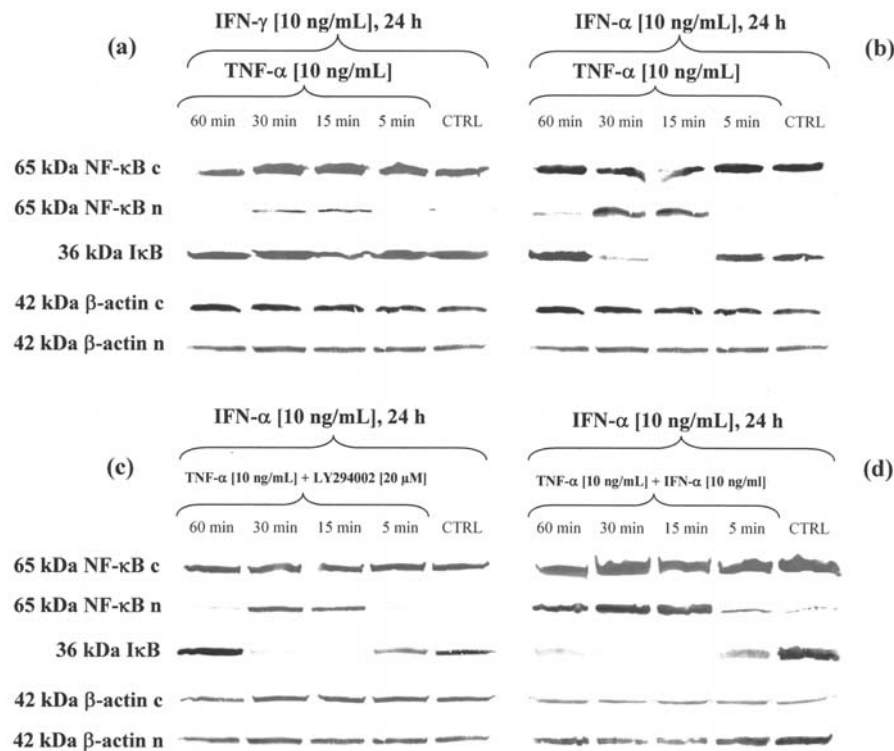 IFN-γ [10 ng/mL], 24 h
(a)
TNF-α [10 ng/mL]
60 min 30 min 15 min 5 min CTRL
IFN-α [10 ng/mL], 24 h
(b)
TNF-α [10 ng/mL]
60 min 30 min 15 min 5 min CTRL
65 kDa NF-κB c
65 kDa NF-κB n
36 kDa IκB
42 kDa β-actin c
42 kDa β-actin n
IFN-α [10 ng/mL], 24 h
(c)
TNF-α [10 ng/mL] + LY294002 [20 μM]
60 min 30 min 15 min 5 min CTRL
IFN-α [10 ng/mL], 24 h
(d)
TNF-α [10 ng/mL] + IFN-α [10 ng/ml]
60 min 30 min 15 min 5 min CTRL
65 kDa NF-κB c
65 kDa NF-κB n
36 kDa IκB
42 kDa β-actin c
42 kDa β-actin n